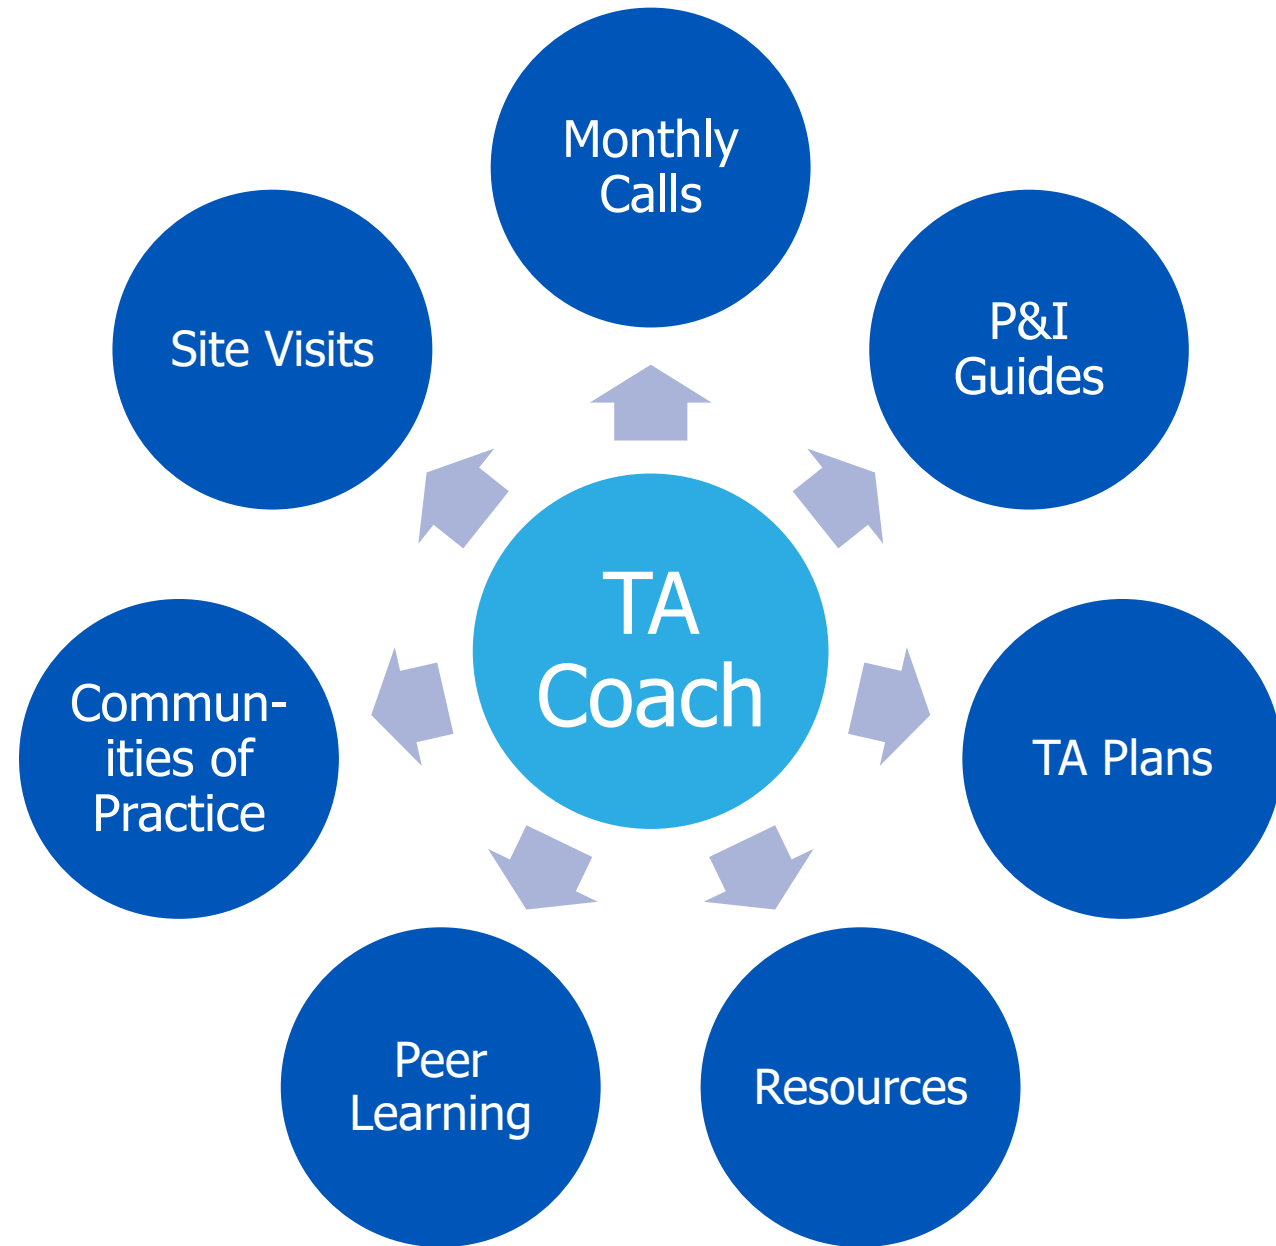 Monthly
Calls
P&I
Guides
TA Plans
Resources
Peer
Learning
Commun-
ities of
Practice
Site Visits
TA
Coach